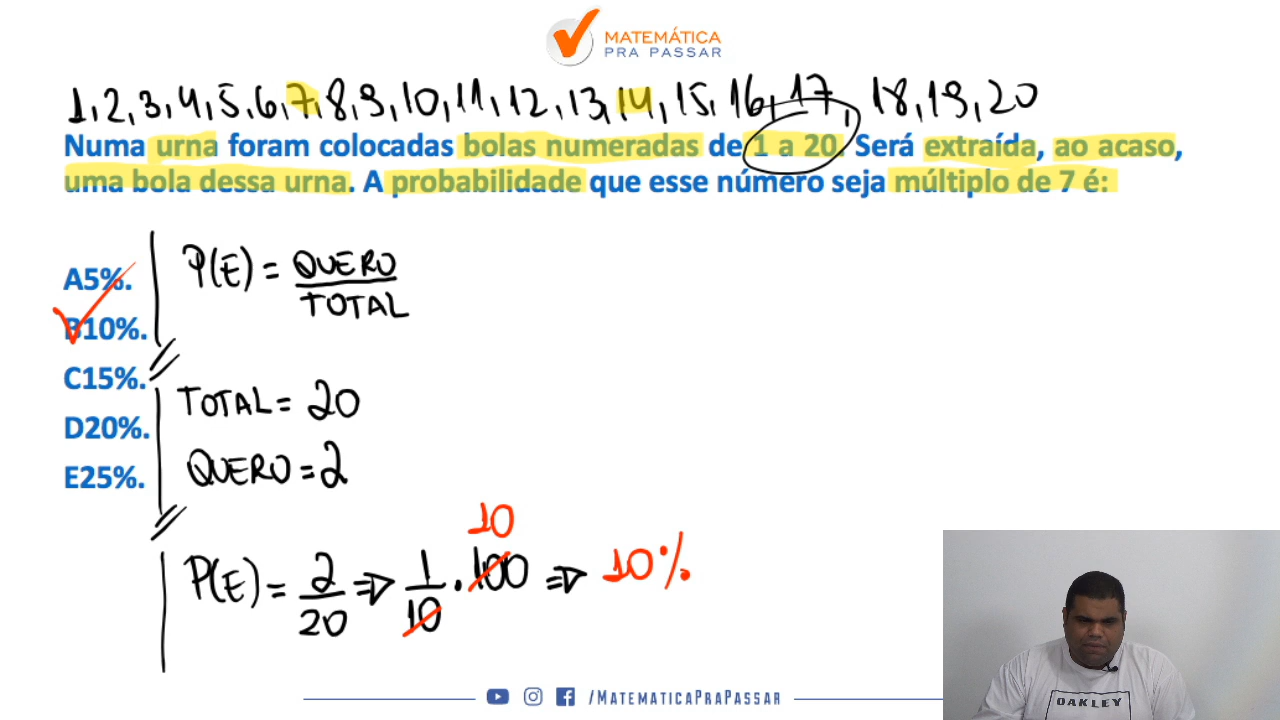 MATEMÁTICA
PRA PASSAR
1, 2, 3, 4, 5, 6, 7, 8, 9, 10, 11, 12, 13, 14, 15, 16, 17, 18, 19, 20
Numa urna foram colocadas bolas numeradas de 1 a 20. Será extraída, ao acaso,
uma bola dessa urna. A probabilidade que esse número seja múltiplo de 7 é:
A5%.
B10%.
C15%.
D20%.
E25%.
P(E) = QUERO
TOTAL
TOTAL = 20
QUERO = 2
P(E) = 2/20 ⇒ 1/10 . 100 ⇒ 10%
10
/MATEMATICAPRAPASSAR
OAKLEY